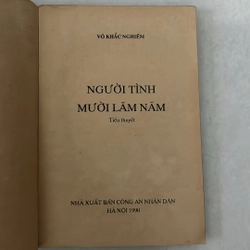 VÕ KHẮC NGHIÊM
NGƯỜI TÌNH
MƯỜI LĂM NĂM
Tiểu thuyết
NHÀ XUẤT BẢN CÔNG AN NHÂN DÂN
HÀ NỘI